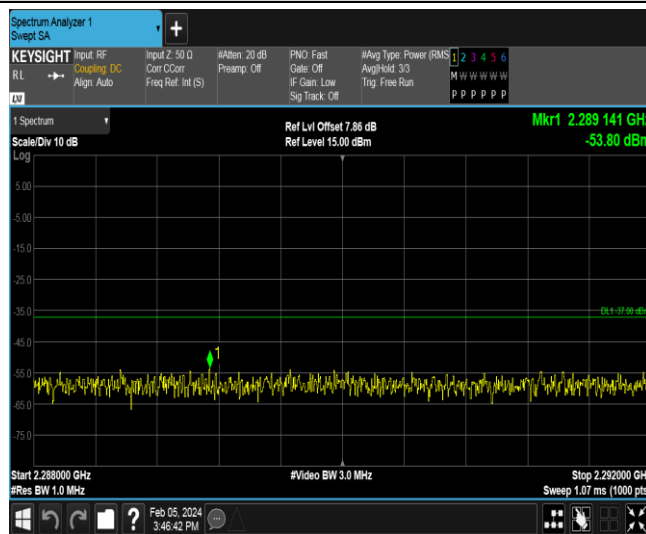 Spectrum Analyzer 1
Swept SA
+
KEYSIGHT Input: RF Input Z: 50 Ω #Atten: 20 dB PNO: Fast #Avg Type: Power (RMS 1 2 3 4 5 6
RL Coupling: DC Corr CCorr Preamp: Off Gate: Off Avg|Hold: 3/3 M W W W W W
Align: Auto Freq Ref: Int (S) IF Gain: Low Trig: Free Run
LXI Sig Track: Off P P P P P P
1 Spectrum Ref Lvl Offset 7.86 dB Mkr1 2.289 141 GHz
Scale/Div 10 dB Ref Level 15.00 dBm -53.80 dBm
Log
5.00
-5.00
-15.0
-25.0
-35.0
DL1 -37.00 dBm
-45.0
1
-55.0
-65.0
-75.0
Start 2.288000 GHz #Video BW 3.0 MHz Stop 2.292000 GHz
#Res BW 1.0 MHz Sweep 1.07 ms (1000 pts
? Feb 05, 2024
3:46:42 PM